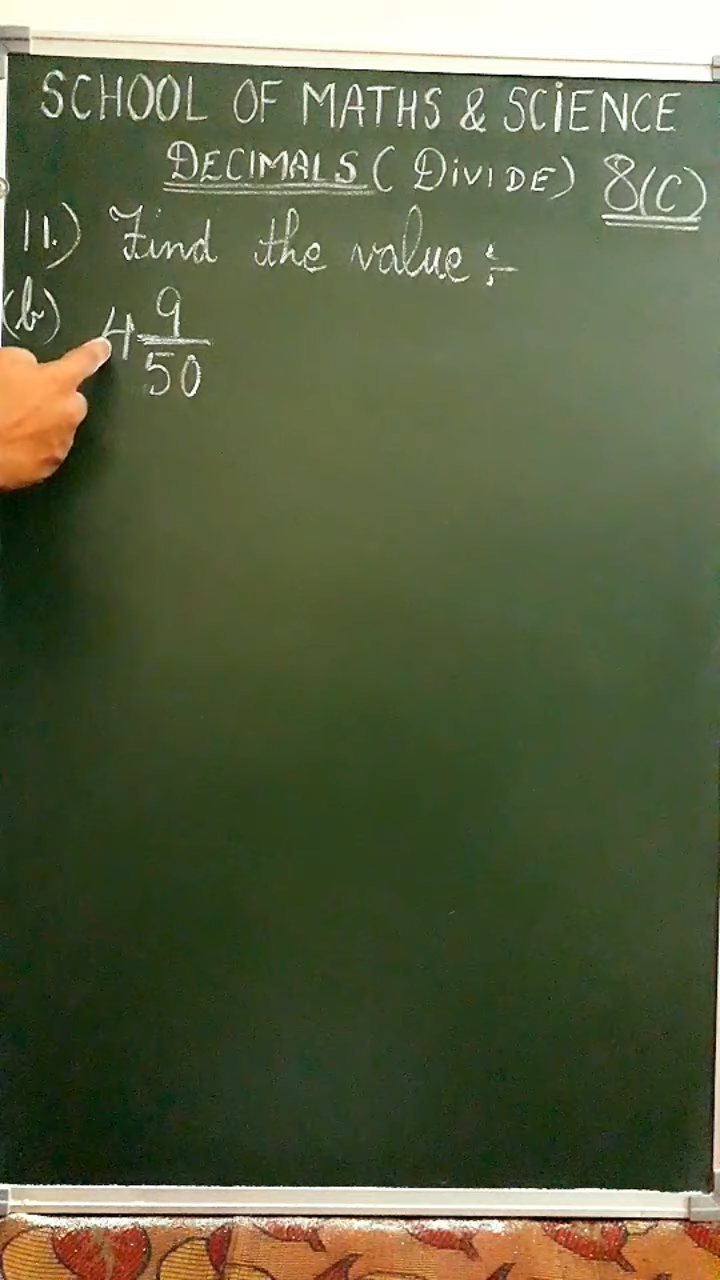 SCHOOL OF MATHS & SCIENCE
DECIMALS (DiViDE) 8(C)
11.) Find the value :-
(b) 4 9/50